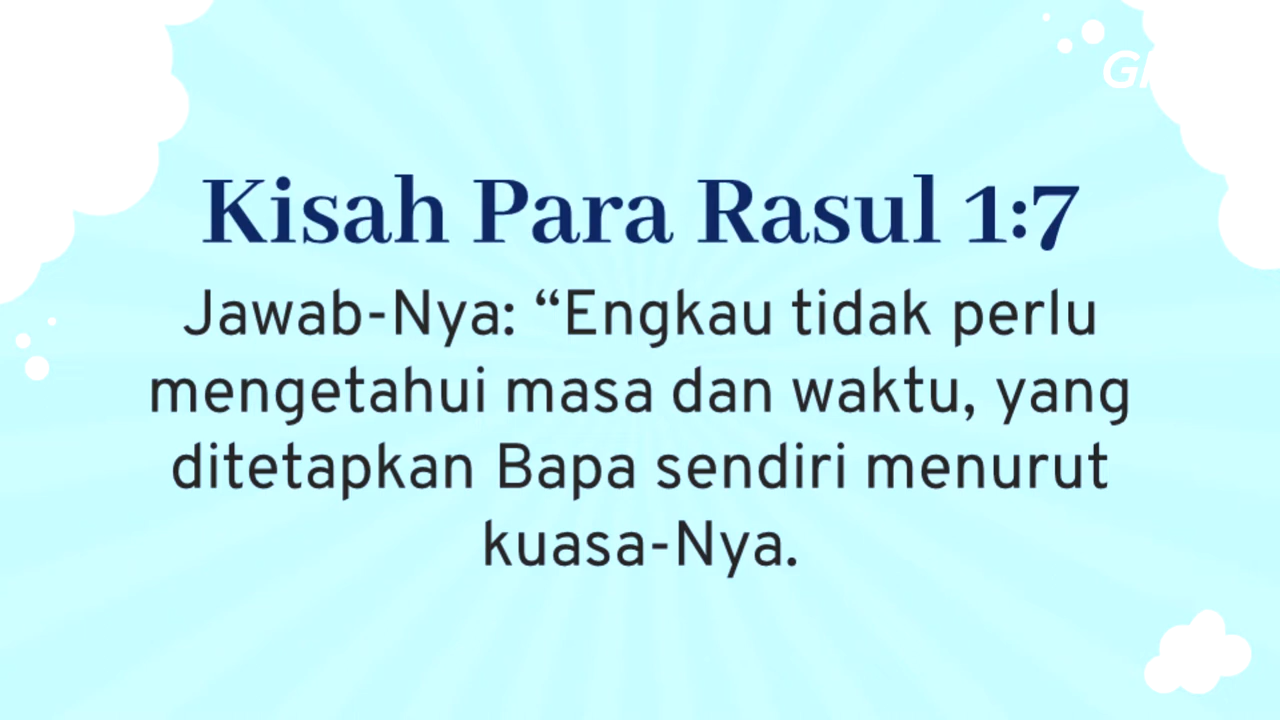 Kisah Para Rasul 1:7
Jawab-Nya: “Engkau tidak perlu
mengetahui masa dan waktu, yang
ditetapkan Bapa sendiri menurut
kuasa-Nya.